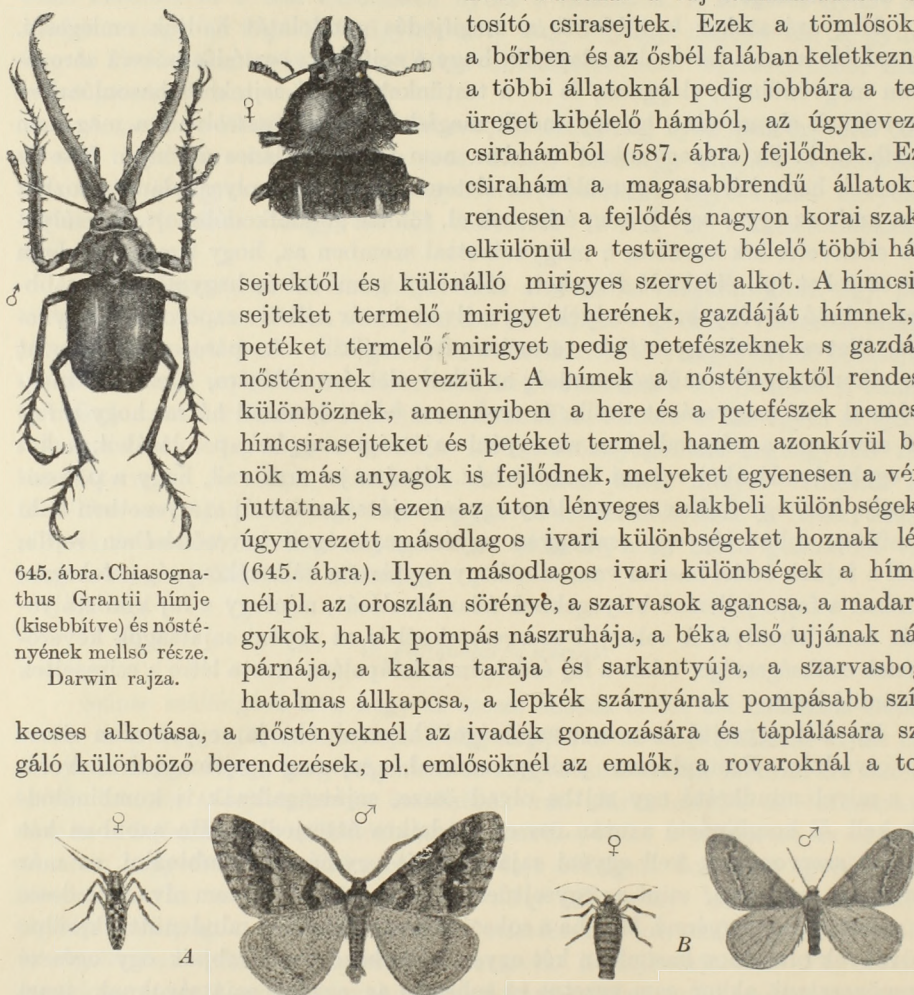 tosító csirasejtek. Ezek a tömlősök
a bőrben és az ősbél falában keletkezn
a többi állatoknál pedig jobbára a te
üreget kibélelő hámból, az úgynevez
csirahámból (587. ábra) fejlődnek. Ez
csirahám a magasabbrendű állatok
rendesen a fejlődés nagyon korai szak
elkülönül a testüreget bélelő többi há
sejtektől és különálló mirigyes szervet alkot. A hímcsi
sejteket termelő mirigyet herének, gazdáját hímnek,
petéket termelő mirigyet pedig petefészeknek s gazdá
nősténynek nevezzük. A hímek a nőstényektől rendes
különböznek, amennyiben a here és a petefészek nemcs
hímcsirasejteket és petéket termel, hanem azonkívül b
nök más anyagok is fejlődnek, melyeket egyenesen a vé
juttatnak, s ezen az úton lényeges alakbeli különbségek
úgynevezett másodlagos ivari különbségeket hoznak lé
(645. ábra). Ilyen másodlagos ivari különbségek a hím
nél pl. az oroszlán sörénye, a szarvasok agancsa, a madar
gyíkok, halak pompás nászruhája, a béka első ujjának ná
párnája, a kakas taraja és sarkantyúja, a szarvasbo
hatalmas állkapcsa, a lepkék szárnyának pompásabb szí
kecses alkotása, a nőstényeknél az ivadék gondozására és táplálására sz
gáló különböző berendezések, pl. emlősöknél az emlők, a rovaroknál a to
♀
♂
645. ábra. Chiasogna-
thus Grantii hímje
(kisebbítve) és nősté-
nyének mellső része.
Darwin rajza.
♀ ♂ ♀ ♂
A B